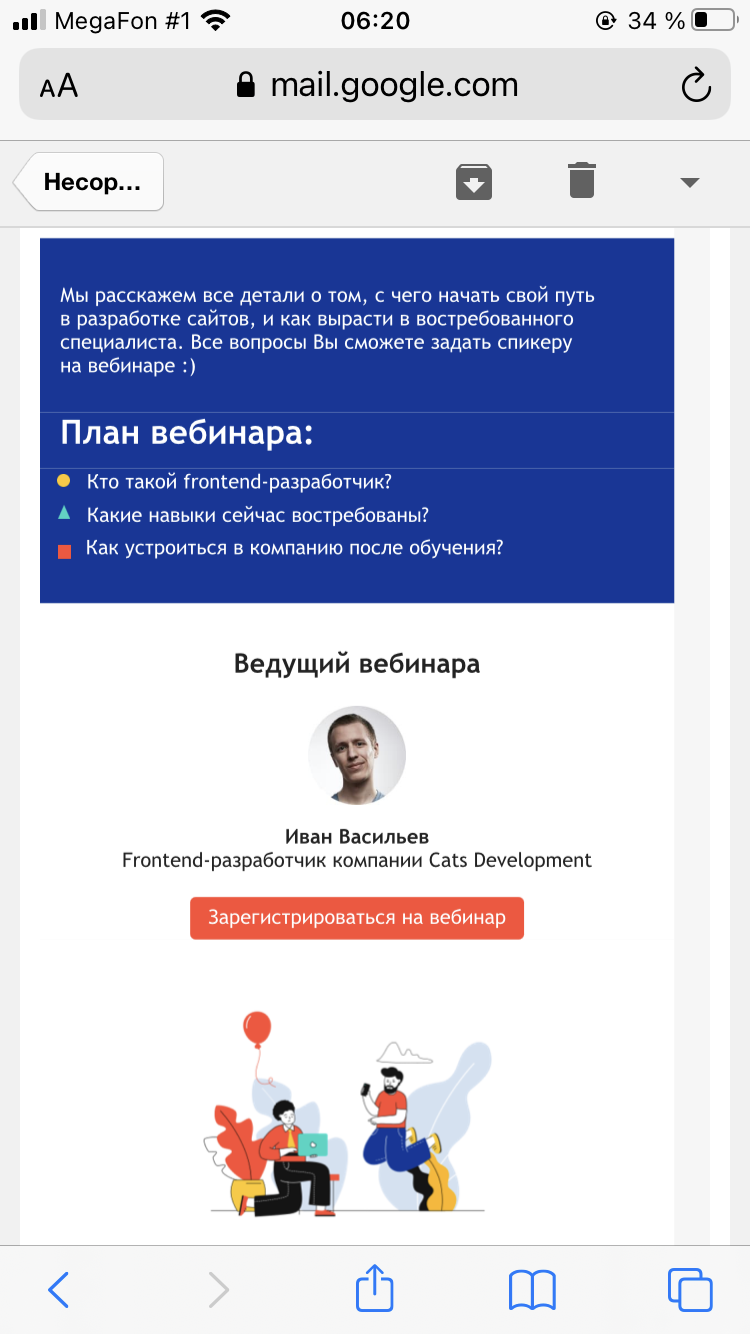 MegaFon #1
06:20
34 %
AA
mail.google.com
Несор...
Мы расскажем все детали о том, с чего начать свой путь
в разработке сайтов, и как вырасти в востребованного
специалиста. Все вопросы Вы сможете задать спикеру
на вебинаре :)
План вебинара:
Кто такой frontend-разработчик?
Какие навыки сейчас востребованы?
Как устроиться в компанию после обучения?
Ведущий вебинара
Иван Васильев
Frontend-разработчик компании Cats Development
Зарегистрироваться на вебинар